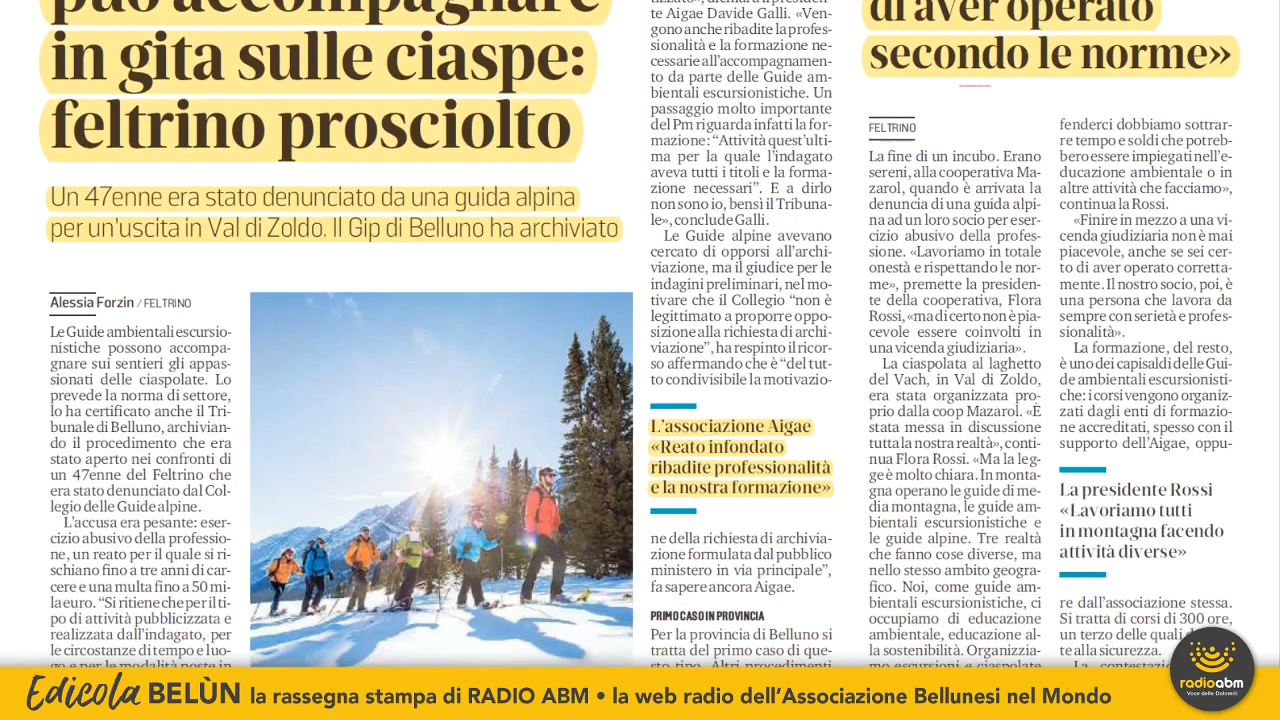 può accompagnare
in gita sulle ciaspe:
feltrino prosciolto
Un 47enne era stato denunciato da una guida alpina
per un'uscita in Val di Zoldo. Il Gip di Belluno ha archiviato
Alessia Forzin / FELTRINO
Le Guide ambientali escursio-
nistiche possono accompa-
gnare sui sentieri gli appas-
sionati delle ciaspolate. Lo
prevede la norma di settore,
lo ha certificato anche il Tri-
bunale di Belluno, archivian-
do il procedimento che era
stato aperto nei confronti di
un 47enne del Feltrino che
era stato denunciato dal Col-
legio delle Guide alpine.
L'accusa era pesante: eser-
cizio abusivo della professio-
ne, un reato per il quale si ri-
schiano fino a tre anni di car-
cere e una multa fino a 50 mi-
la euro. “Si ritiene che per il ti-
po di attività pubblicizzata e
realizzata dall'indagato, per
le circostanze di tempo e luo-
go e per le modalità poste in
te Aigae Davide Galli. «Ven-
gono anche ribadite la profes-
sionalità e la formazione ne-
cessarie all'accompagnamen-
to da parte delle Guide am-
bientali escursionistiche. Un
passaggio molto importante
del Pm riguarda infatti la for-
mazione: “Attività quest'ulti-
ma per la quale l'indagato
aveva tutti i titoli e la forma-
zione necessari”. E a dirlo
non sono io, bensì il Tribuna-
le», conclude Galli.
Le Guide alpine avevano
cercato di opporsi all'archi-
viazione, ma il giudice per le
indagini preliminari, nel mo-
tivare che il Collegio “non è
legittimato a proporre oppo-
sizione alla richiesta di archi-
viazione”, ha respinto il ricor-
so affermando che è “del tut-
to condivisibile la motivazio-
L'associazione Aigae
«Reato infondato
ribadite professionalità
e la nostra formazione»
ne della richiesta di archivia-
zione formulata dal pubblico
ministero in via principale”,
fa sapere ancora Aigae.
PRIMO CASO IN PROVINCIA
Per la provincia di Belluno si
tratta del primo caso di que-
sto tipo. Altri procedimenti
di aver operato
secondo le norme»
FELTRINO
La fine di un incubo. Erano
sereni, alla cooperativa Ma-
zarol, quando è arrivata la
denuncia di una guida alpi-
na ad un loro socio per eser-
cizio abusivo della profes-
sione. «Lavoriamo in totale
onestà e rispettando le nor-
me», premette la presiden-
te della cooperativa, Flora
Rossi, «ma di certo non è pia-
cevole essere coinvolti in
una vicenda giudiziaria».
La ciaspolata al laghetto
del Vach, in Val di Zoldo,
era stata organizzata pro-
prio dalla coop Mazarol. «È
stata messa in discussione
tutta la nostra realtà», conti-
nua Flora Rossi. «Ma la leg-
ge è molto chiara. In monta-
gna operano le guide di me-
dia montagna, le guide am-
bientali escursionistiche e
le guide alpine. Tre realtà
che fanno cose diverse, ma
nello stesso ambito geogra-
fico. Noi, come guide am-
bientali escursionistiche, ci
occupiamo di educazione
ambientale, educazione al-
la sostenibilità. Organizzia-
mo escursioni e ciaspolate
fenderci dobbiamo sottrar-
re tempo e soldi che potreb-
bero essere impiegati nell'e-
ducazione ambientale o in
altre attività che facciamo»,
continua la Rossi.
«Finire in mezzo a una vi-
cenda giudiziaria non è mai
piacevole, anche se sei cer-
to di aver operato corretta-
mente. Il nostro socio, poi, è
una persona che lavora da
sempre con serietà e profes-
sionalità».
La formazione, del resto,
è uno dei capisaldi delle Gui-
de ambientali escursionisti-
che: i corsi vengono organiz-
zati dagli enti di formazio-
ne accreditati, spesso con il
supporto dell'Aigae, oppu-
La presidente Rossi
«Lavoriamo tutti
in montagna facendo
attività diverse»
re dall'associazione stessa.
Si tratta di corsi di 300 ore,
un terzo delle quali
te alla sicurezza.
Edicola BELÙN la rassegna stampa di RADIO ABM • la web radio dell'Associazione Bellunesi nel Mondo
radioabm
Voce delle Dolomiti